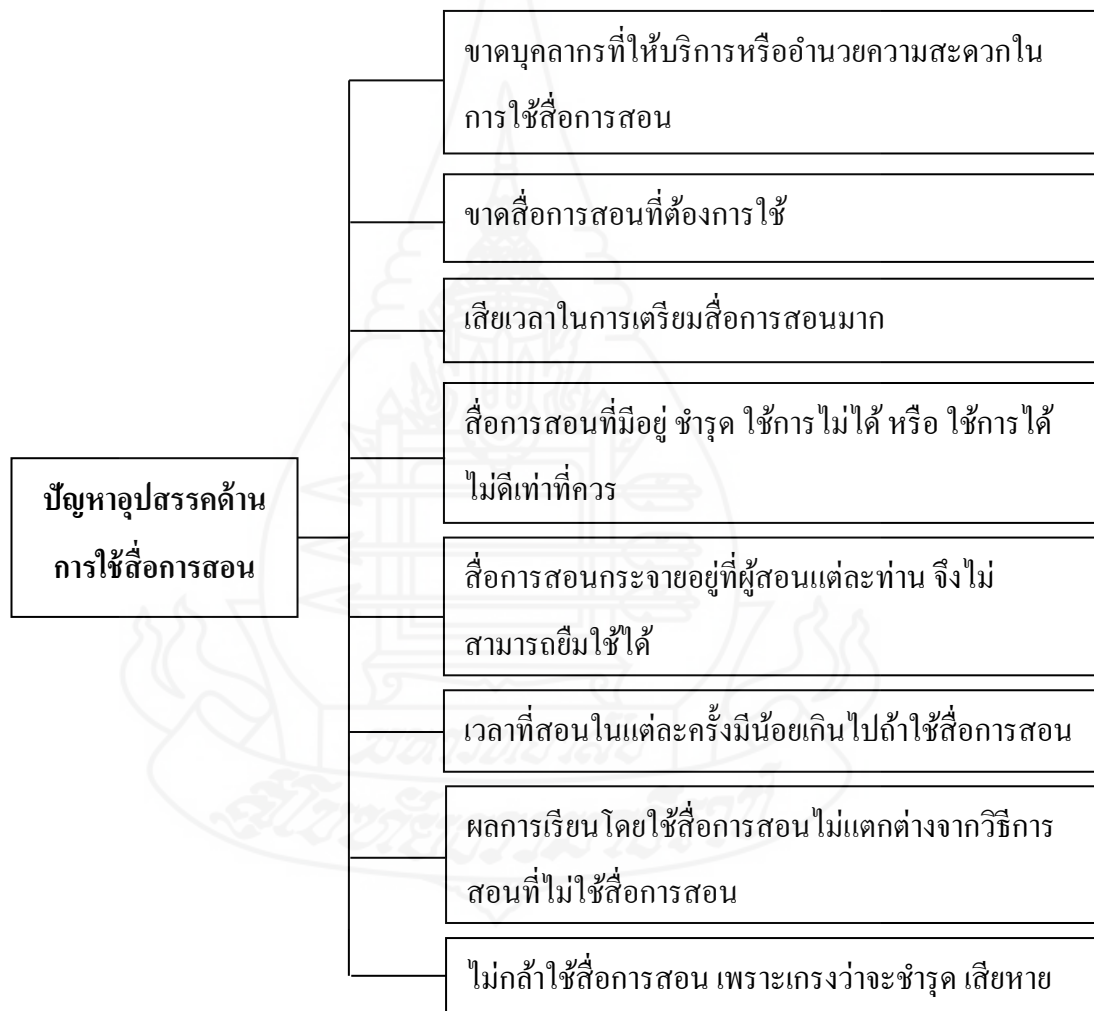 ขาดบุคลากรที่ให้บริการหรืออำนวยความสะดวกใน
การใช้สื่อการสอน
ขาดสื่อการสอนที่ต้องการใช้
เสียเวลาในการเตรียมสื่อการสอนมาก
สื่อการสอนที่มีอยู่ ชำรุด ใช้การไม่ได้ หรือ ใช้การได้
ไม่ดีเท่าที่ควร
ปัญหาอุปสรรคด้าน
การใช้สื่อการสอน
สื่อการสอนกระจายอยู่ที่ผู้สอนแต่ละท่าน จึงไม่
สามารถยืมใช้ได้
เวลาที่สอนในแต่ละครั้งมีน้อยเกินไปถ้าใช้สื่อการสอน
ผลการเรียนโดยใช้สื่อการสอนไม่แตกต่างจากวิธีการ
สอนที่ไม่ใช้สื่อการสอน
ไม่กล้าใช้สื่อการสอน เพราะเกรงว่าจะชำรุด เสียหาย